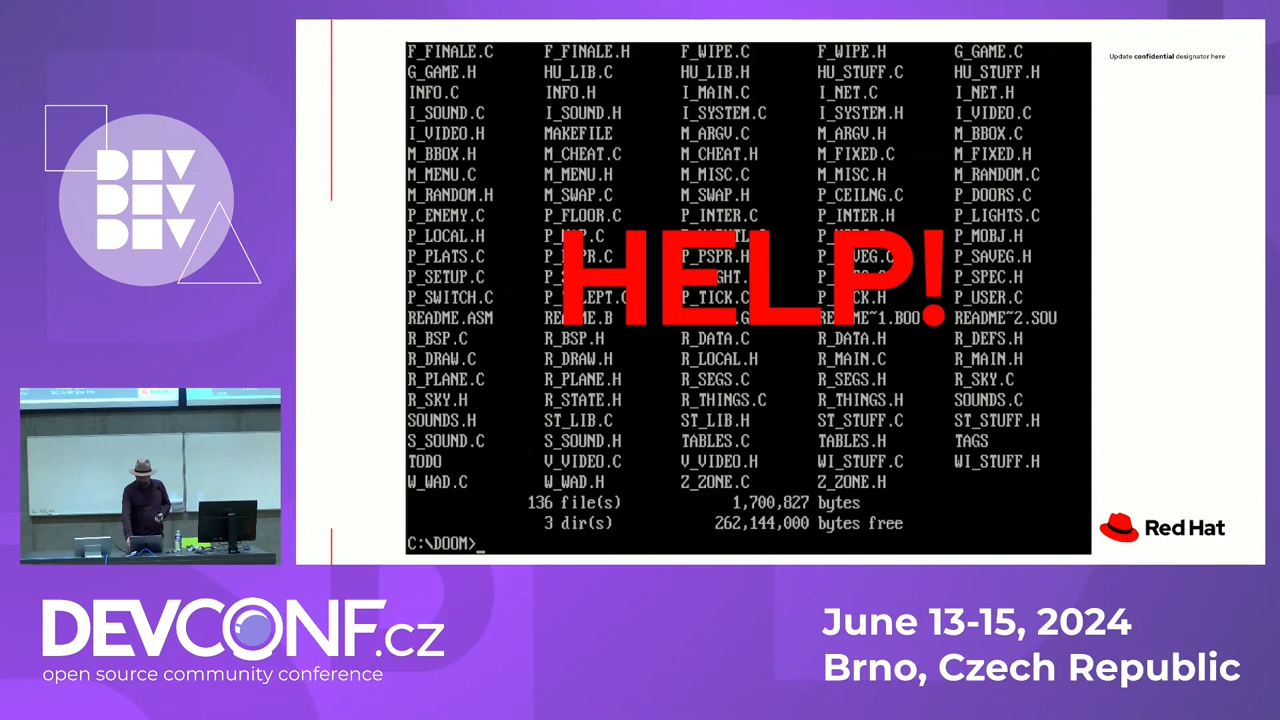 F_FINALE.C F_FINALE.H F_WIPE.C F_WIPE.H G_GAME.C
G_GAME.H HU_LIB.C HU_LIB.H HU_STUFF.C HU_STUFF.H
INFO.C INFO.H I_MAIN.C I_NET.C I_NET.H
I_SOUND.C I_SOUND.H I_SYSTEM.C I_SYSTEM.H I_VIDEO.C
I_VIDEO.H MAKEFILE M_ARGV.C M_ARGV.H M_BBOX.C
M_BBOX.H M_CHEAT.C M_CHEAT.H M_FIXED.C M_FIXED.H
M_MENU.C M_MENU.H M_MISC.C M_MISC.H M_RANDOM.C
M_RANDOM.H M_SWAP.C M_SWAP.H P_CEILNG.C P_DOORS.C
P_ENEMY.C P_FLOOR.C P_INTER.C P_INTER.H P_LIGHTS.C
P_LOCAL.H P_MOBJ.H
P_PLATS.C P_PSPR.H P_SAVEG.H
P_SETUP.C P_SPEC.H
P_SWITCH.C P_TICK.C P_USER.C
HELP!
README.ASM README~1.BOO README~2.SOU
R_BSP.C R_BSP.H R_DATA.C R_DATA.H R_DEFS.H
R_DRAW.C R_DRAW.H R_LOCAL.H R_MAIN.C R_MAIN.H
R_PLANE.C R_PLANE.H R_SEGS.C R_SEGS.H R_SKY.C
R_SKY.H R_STATE.H R_THINGS.C R_THINGS.H SOUNDS.C
SOUNDS.H ST_LIB.C ST_LIB.H ST_STUFF.C ST_STUFF.H
S_SOUND.C S_SOUND.H TABLES.C TABLES.H TAGS
TODO V_VIDEO.C V_VIDEO.H WI_STUFF.C WI_STUFF.H
W_WAD.C W_WAD.H Z_ZONE.C Z_ZONE.H
136 file(s) 1,700,827 bytes
3 dir(s) 262,144,000 bytes free
C:\DOOM>_
Update confidential designator here
Red Hat
DEV
DEV
DEV
DEVCONF.cz
open source community conference
June 13-15, 2024
Brno, Czech Republic